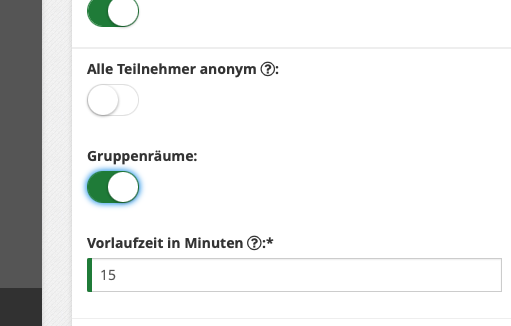 Alle Teilnehmer anonym ?:
Gruppenräume:
Vorlaufzeit in Minuten ?:*
15